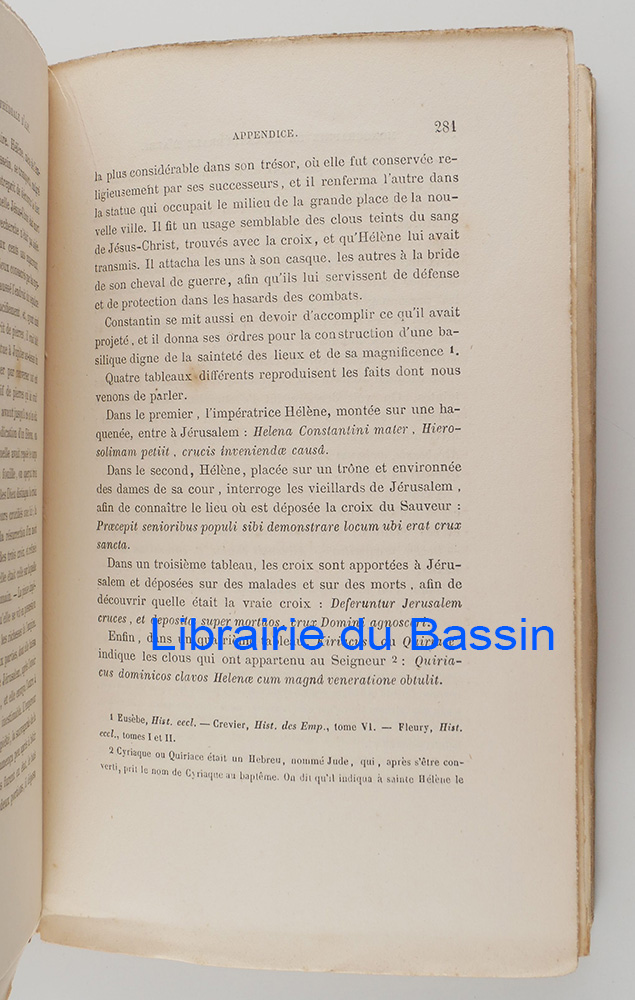 APPENDICE. 281
la plus considérable dans son trésor, où elle fut conservée re-
ligieusement par ses successeurs, et il renferma l'autre dans
la statue qui occupait le milieu de la grande place de la nou-
velle ville. Il fit un usage semblable des clous teints du sang
de Jésus-Christ, trouvés avec la croix, et qu'Hélène lui avait
transmis. Il attacha les uns à son casque, les autres à la bride
de son cheval de guerre, afin qu'ils lui servissent de défense
et de protection dans les hasards des combats.
Constantin se mit aussi en devoir d'accomplir ce qu'il avait
projeté, et il donna ses ordres pour la construction d'une ba-
silique digne de la sainteté des lieux et de sa magnificence 1.
Quatre tableaux différents reproduisent les faits dont nous
venons de parler.
Dans le premier, l'impératrice Hélène, montée sur une ha-
quenée, entre à Jérusalem : Helena Constantini mater, Hiero-
solimam petiit, crucis inveniendæ causâ.
Dans le second, Hélène, placée sur un trône et environnée
des dames de sa cour, interroge les vieillards de Jérusalem,
afin de connaître le lieu où est déposée la croix du Sauveur :
Præcepit senioribus populi sibi demonstrare locum ubi erat crux
sancta.
Dans un troisième tableau, les croix sont apportées à Jéru-
salem et déposées sur des malades et sur des morts, afin de
découvrir quelle était la vraie croix : Deferuntur Jerusalem
cruces, et deposita super mortuos, crux Domini agnoscit.
Enfin, dans un quatrième tableau, Kiriacus ou Quiriace
indique les clous qui ont appartenu au Seigneur 2 : Quiria-
cus dominicos clavos Helenæ cum magnâ veneratione obtulit.
1 Eusèbe, Hist. eccl. — Crevier, Hist. des Emp., tome VI. — Fleury, Hist.
eccl., tomes I et II.
2 Cyriaque ou Quiriace était un Hebreu, nommé Jude, qui, après s'être con-
verti, prit le nom de Cyriaque au baptême. On dit qu'il indiqua à sainte Hélène le
Librairie du Bassin